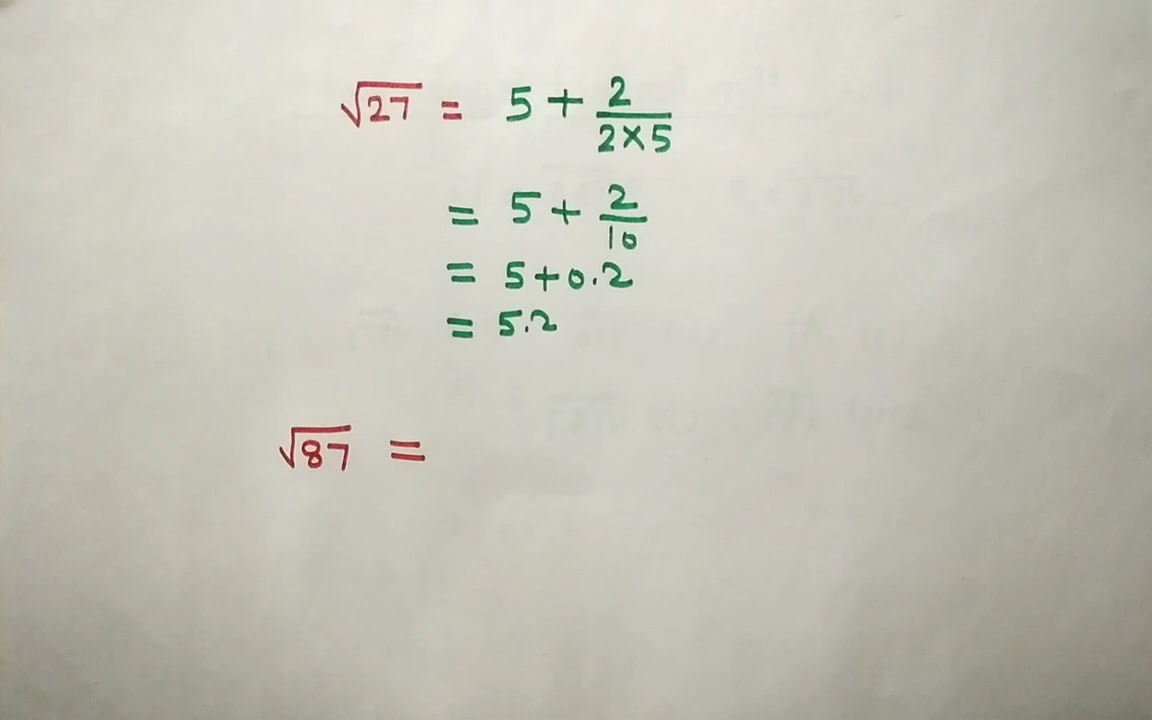 √27 = 5 + 2/(2×5)
= 5 + 2/10
= 5+0.2
= 5.2
√87 =